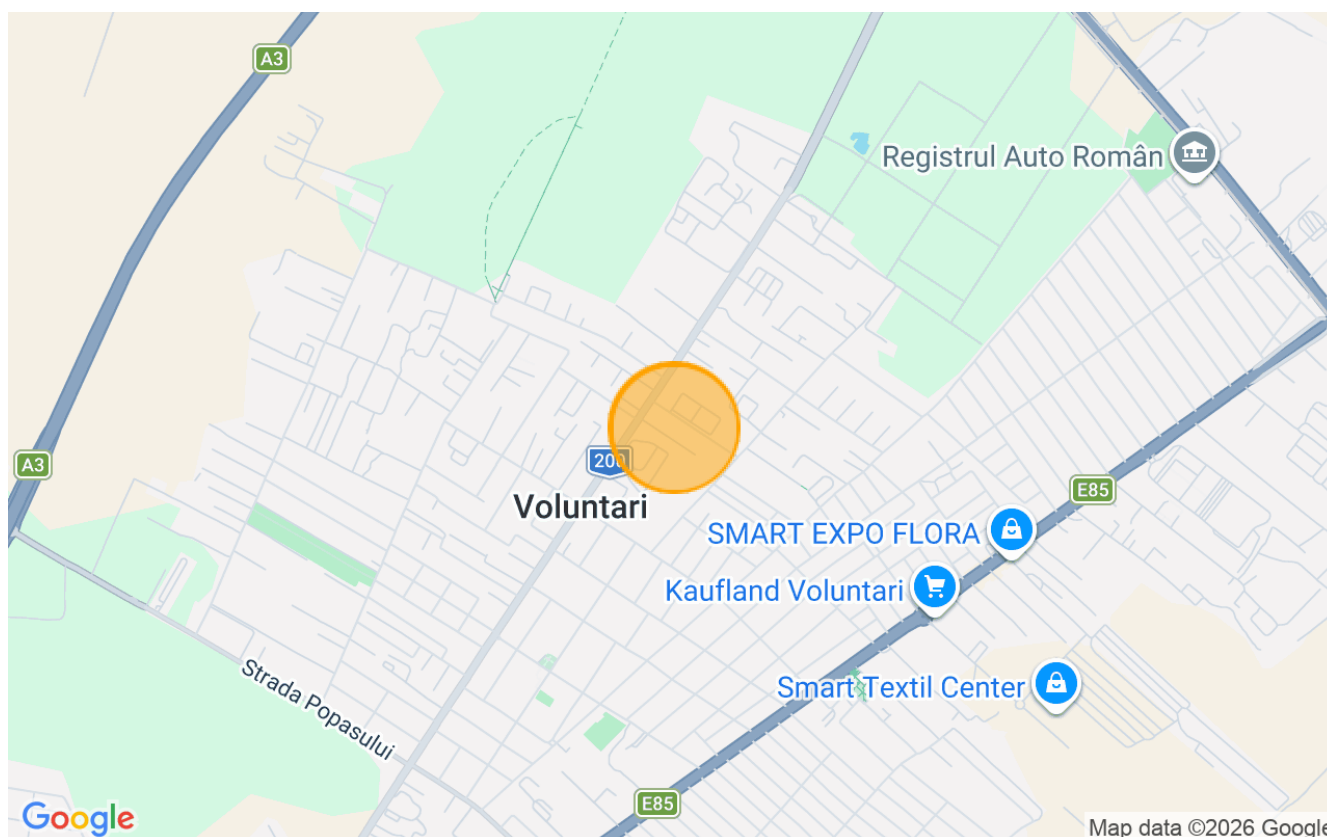 A3
Registrul Auto Român
A3
200
Voluntari
E85
SMART EXPO FLORA
Kaufland Voluntari
Smart Textil Center
Strada Popasului
E85
Google
Map data ©2026 Google